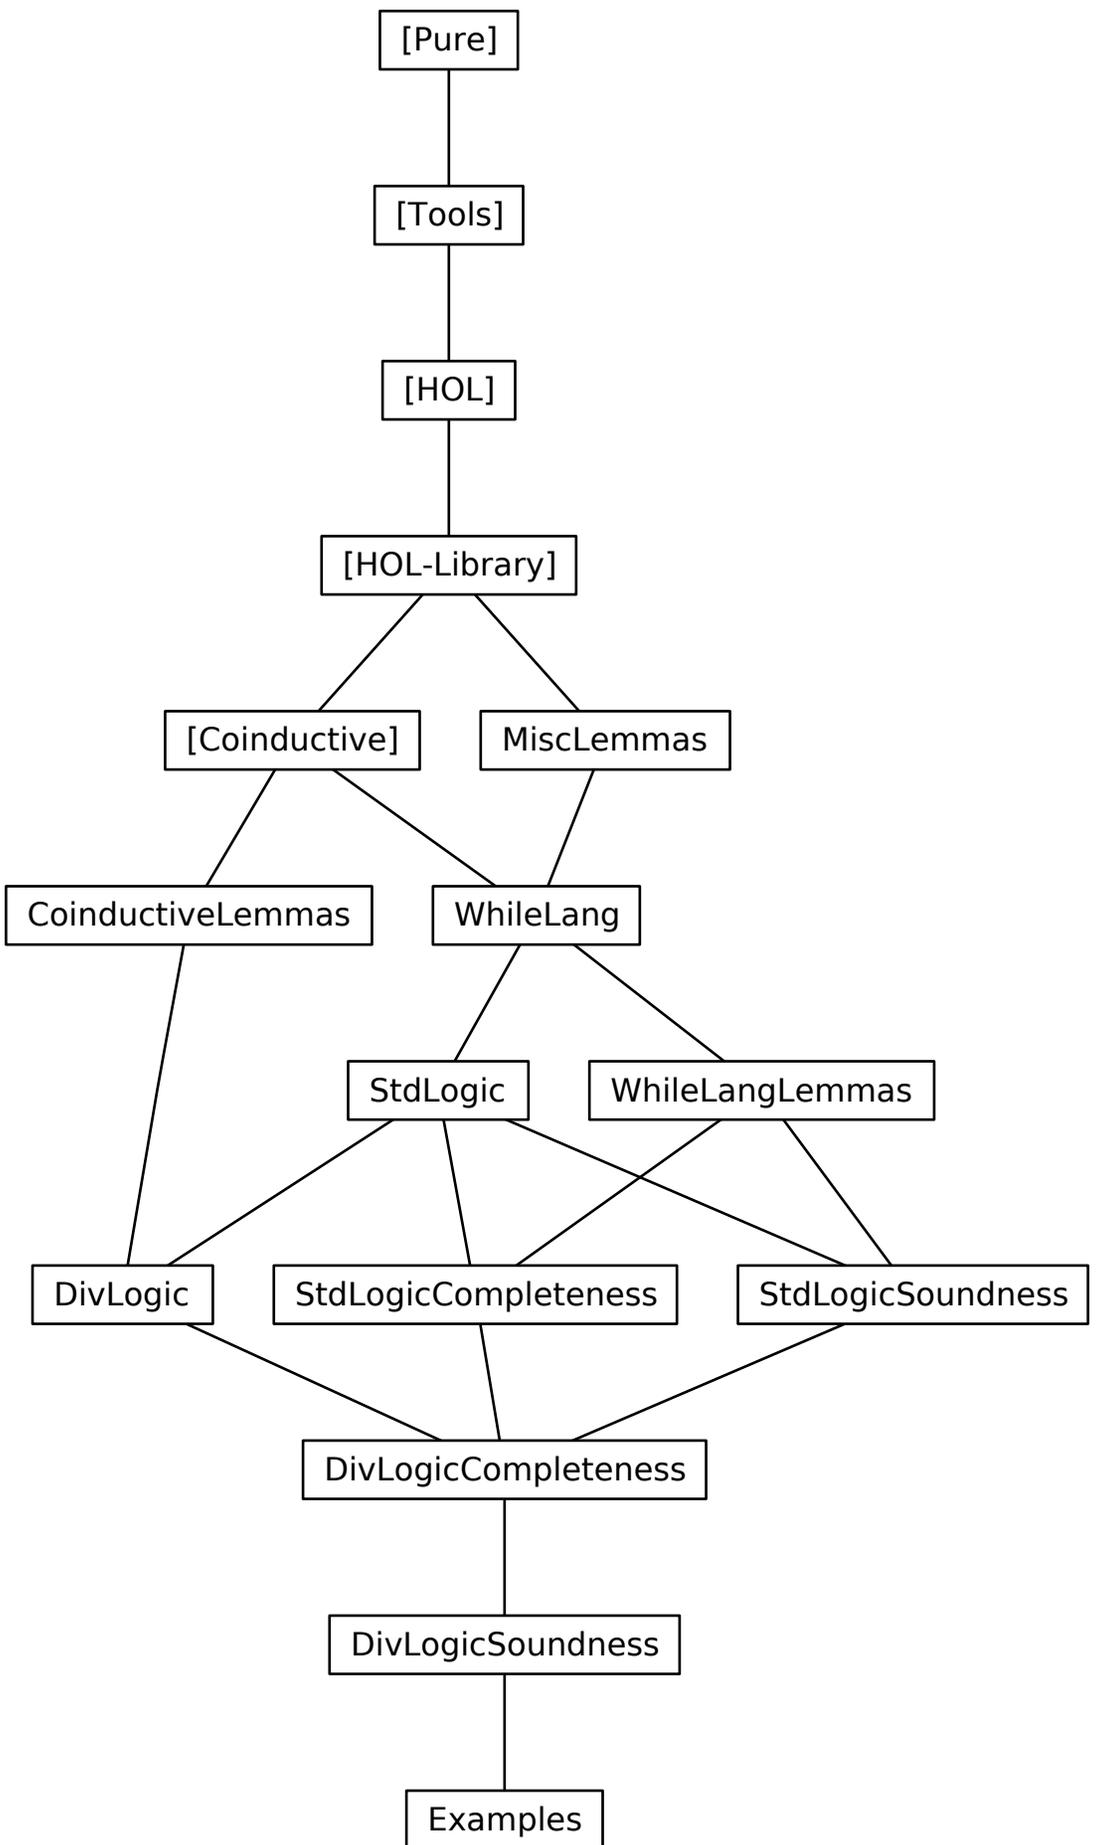 [Pure]
[Tools]
[HOL]
[HOL-Library]
[Coinductive]
MiscLemmas
CoinductiveLemmas
WhileLang
StdLogic
WhileLangLemmas
DivLogic
StdLogicCompleteness
StdLogicSoundness
DivLogicCompleteness
DivLogicSoundness
Examples